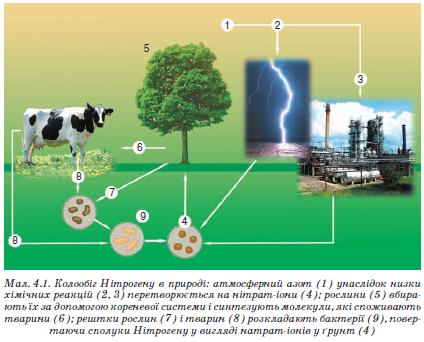 1
2
5
3
6
8
7
9
4
8
Мал. 4.1. Колообіг Нітрогену в природі: атмосферний азот (1) унаслідок низки
хімічних реакцій (2, 3) перетворюється на нітрат-іони (4); рослини (5) вбира-
ють їх за допомогою кореневої системи і синтезують молекули, які споживають
тварини (6); рештки рослин (7) і тварин (8) розкладають бактерії (9), повер-
таючи сполуки Нітрогену у вигляді натрат-іонів у ґрунт (4)